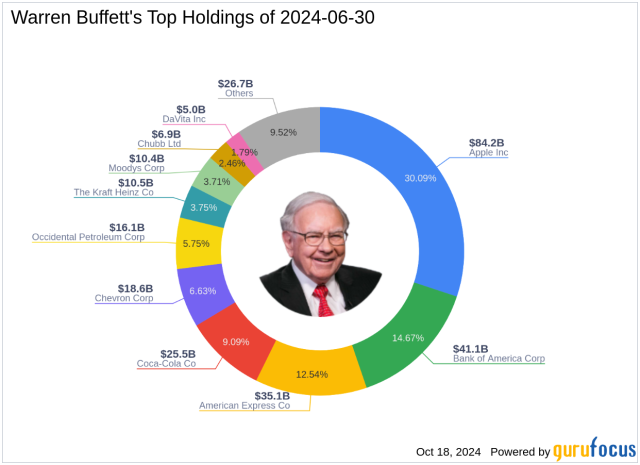 Warren Buffett's Top Holdings of 2024-06-30
$26.7B
Others
9.52%
$5.0B
DaVita Inc
1.79%
$6.9B
Chubb Ltd
2.46%
$10.4B
Moodys Corp
3.71%
$10.5B
The Kraft Heinz Co
3.75%
$16.1B
Occidental Petroleum Corp
5.75%
$18.6B
Chevron Corp
6.63%
$25.5B
Coca-Cola Co
9.09%
$35.1B
American Express Co
12.54%
$41.1B
Bank of America Corp
14.67%
$84.2B
Apple Inc
30.09%
Oct 18, 2024 Powered by gurufocus